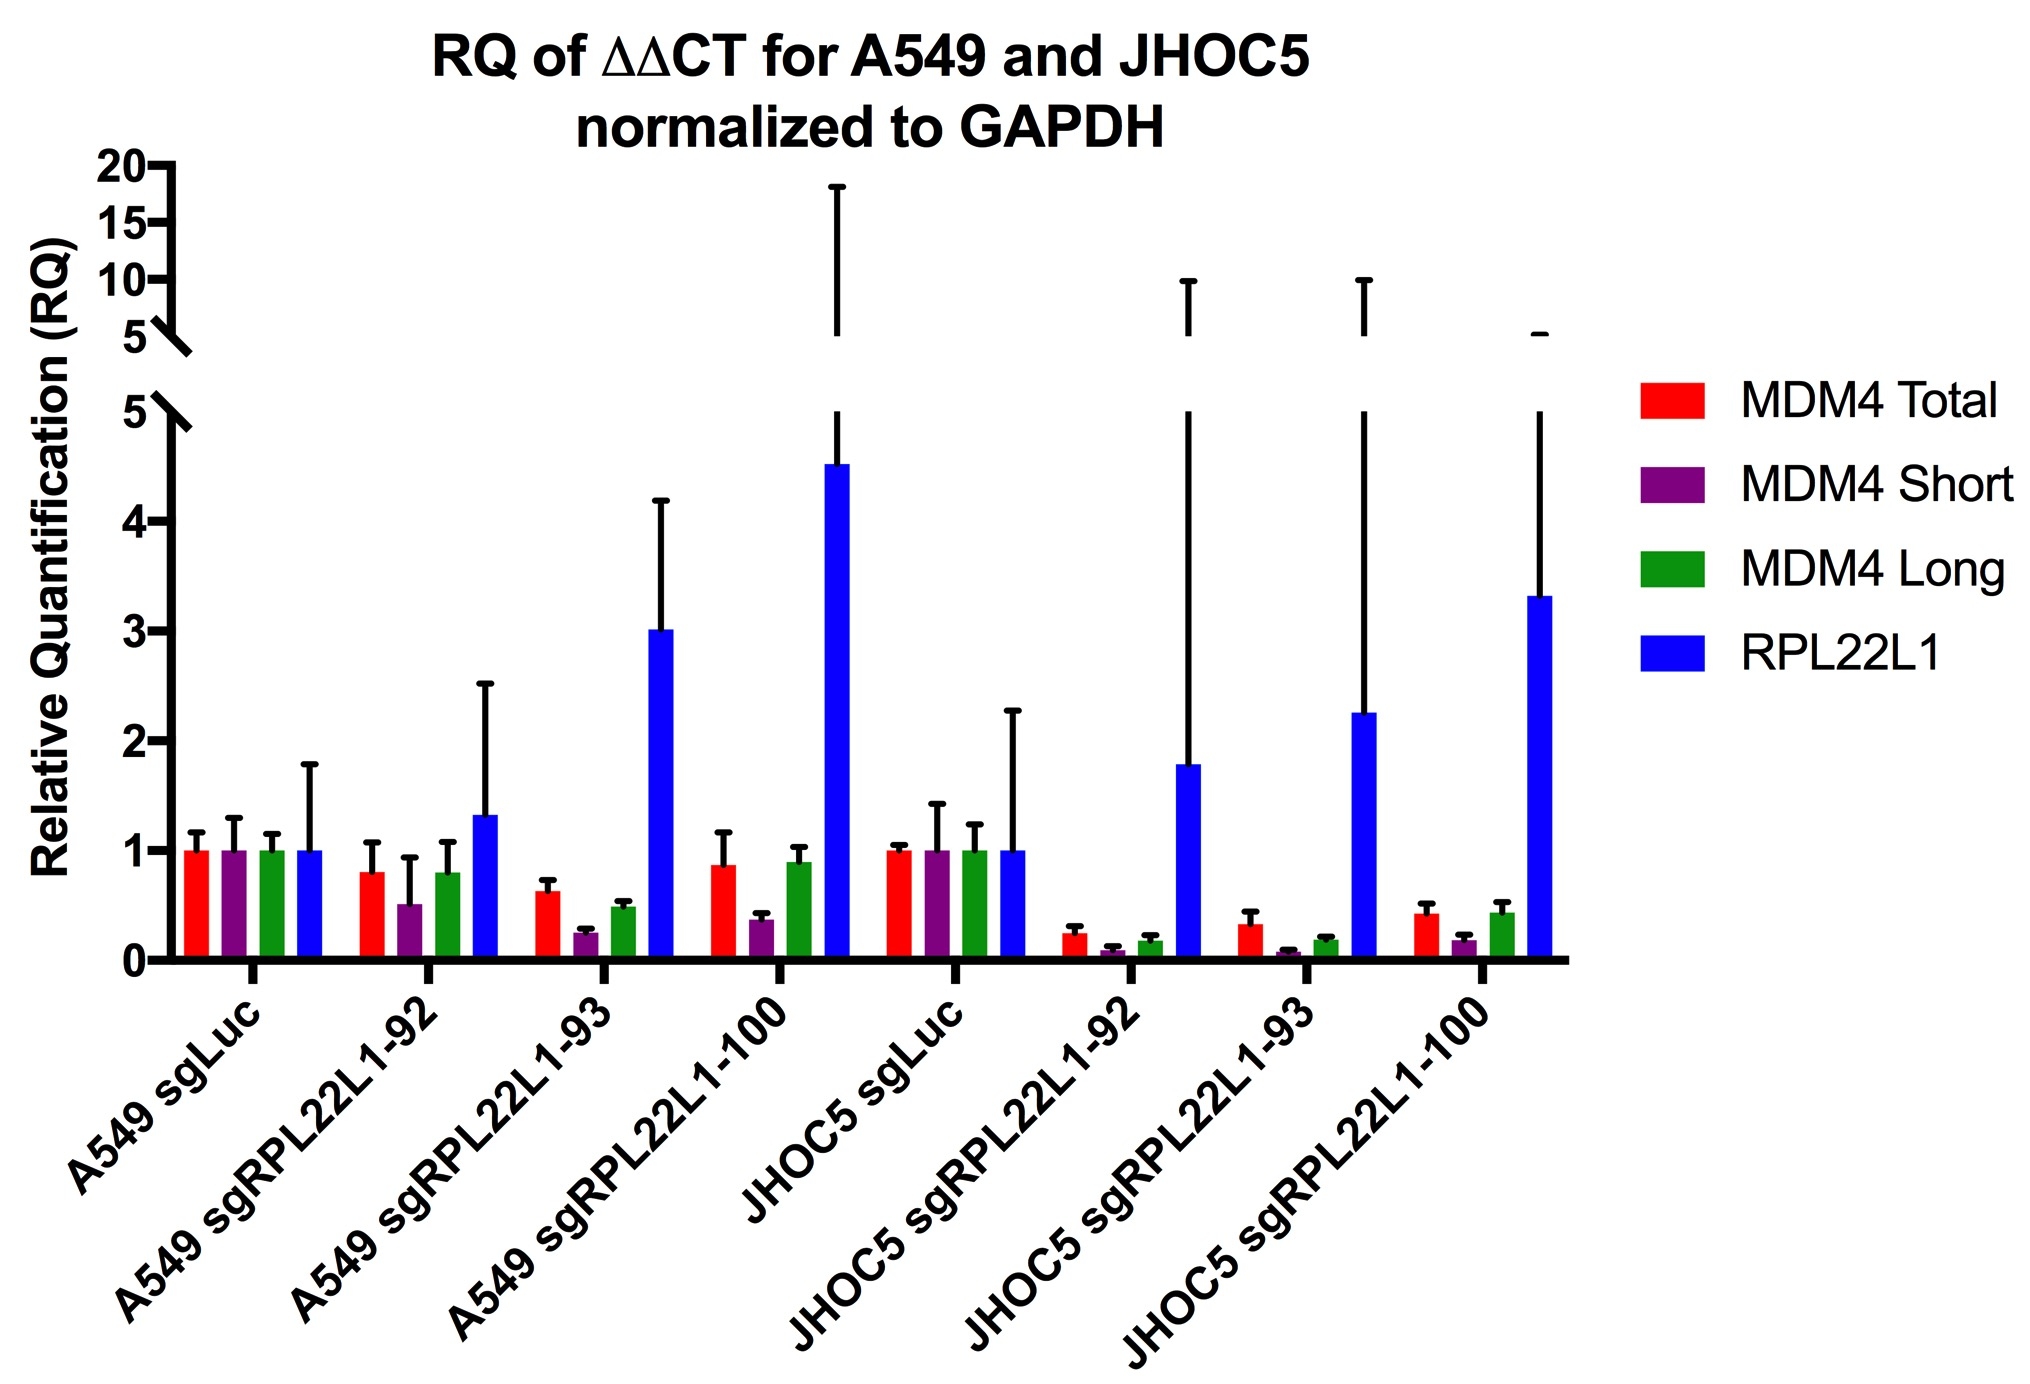 RQ of ΔΔCT for A549 and JHOC5
normalized to GAPDH
Relative Quantification (RQ)
20
15
10
5
5
4
3
2
1
0
A549 sgLuc
A549 sgRPL22L1-92
A549 sgRPL22L1-93
A549 sgRPL22L1-100
JHOC5 sgLuc
JHOC5 sgRPL22L1-92
JHOC5 sgRPL22L1-93
JHOC5 sgRPL22L1-100
MDM4 Total
MDM4 Short
MDM4 Long
RPL22L1